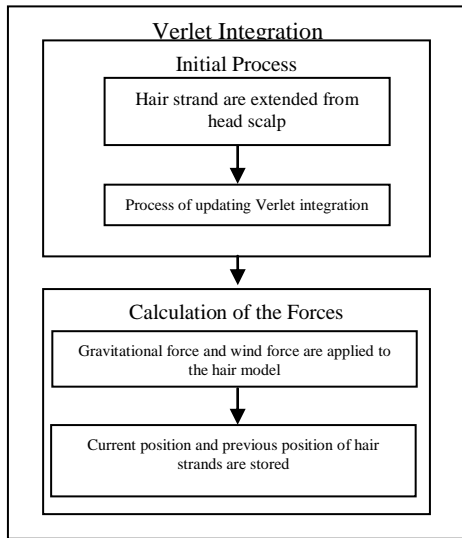 Verlet Integration
Initial Process
Hair strand are extended from
head scalp
Process of updating Verlet integration
Calculation of the Forces
Gravitational force and wind force are applied to
the hair model
Current position and previous position of hair
strands are stored